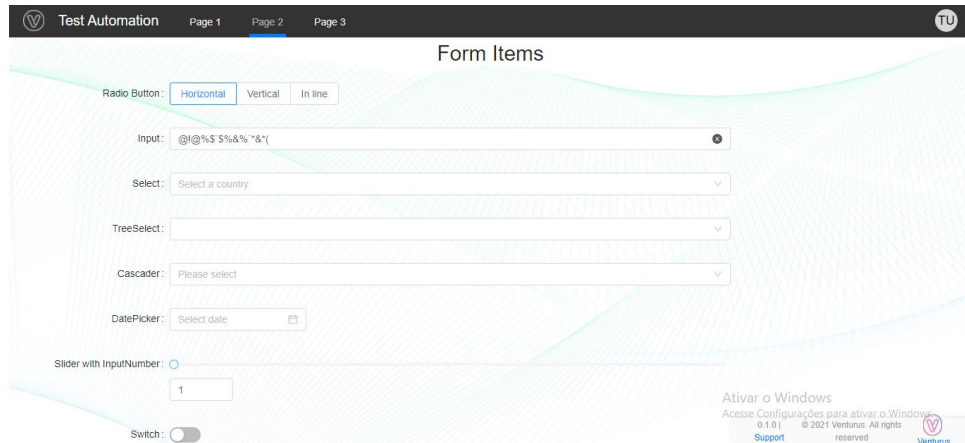 Test Automation Page 1 Page 2 Page 3 TU
Form Items
Radio Button : Horizontal Vertical In line
Input : @!@%$¨$%&%¨*&*(
Select : Select a country
TreeSelect :
Cascader : Please select
DatePicker : Select date
Slider with InputNumber :
1
Ativar o Windows
Acesse Configurações para ativar o Windows.
0.1.0 | © 2021 Venturus. All rights
Switch : Support reserved Venturus